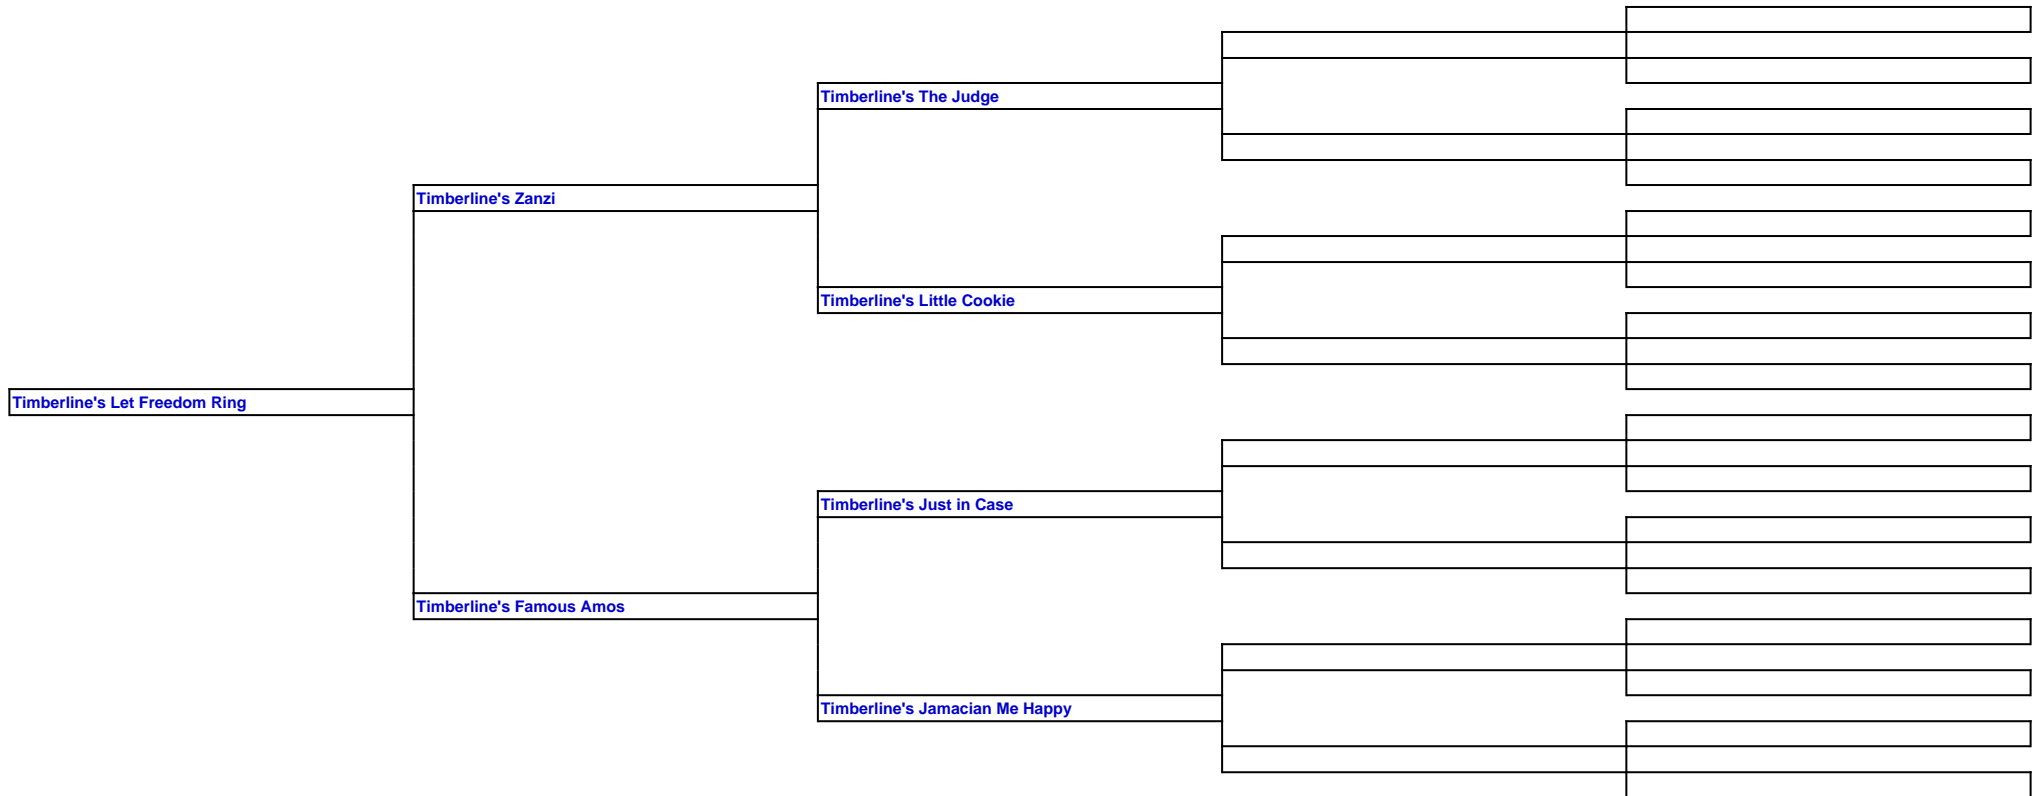 Timberline's The Judge
Timberline's Zanzi
Timberline's Little Cookie
Timberline's Let Freedom Ring
Timberline's Just in Case
Timberline's Famous Amos
Timberline's Jamacian Me Happy